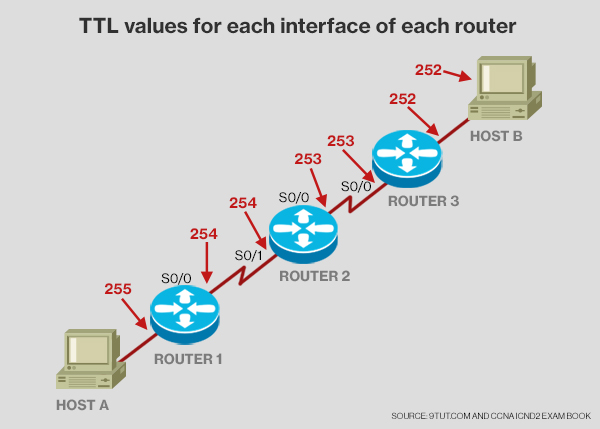 TTL values for each interface of each router
252
252
HOST B
253
253
S0/0
S0/0
ROUTER 3
254
254
S0/1
ROUTER 2
S0/0
255
ROUTER 1
HOST A
SOURCE: 9TUT.COM AND CCNA ICND2 EXAM BOOK